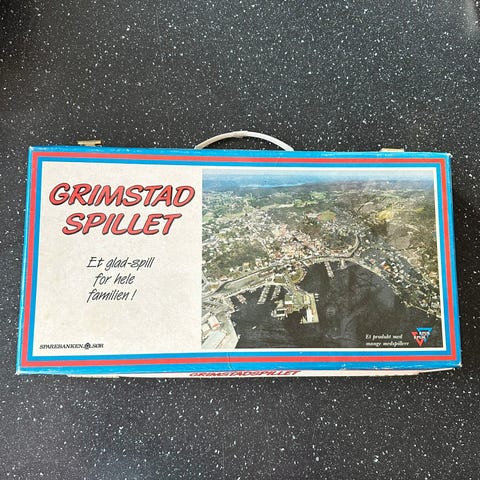 GRIMSTAD
SPILLET
Et glad-spill
for hele
familien!
SPAREBANKEN SØR
Et produkt med
mange medspillere
GRIMSTADSPILLET